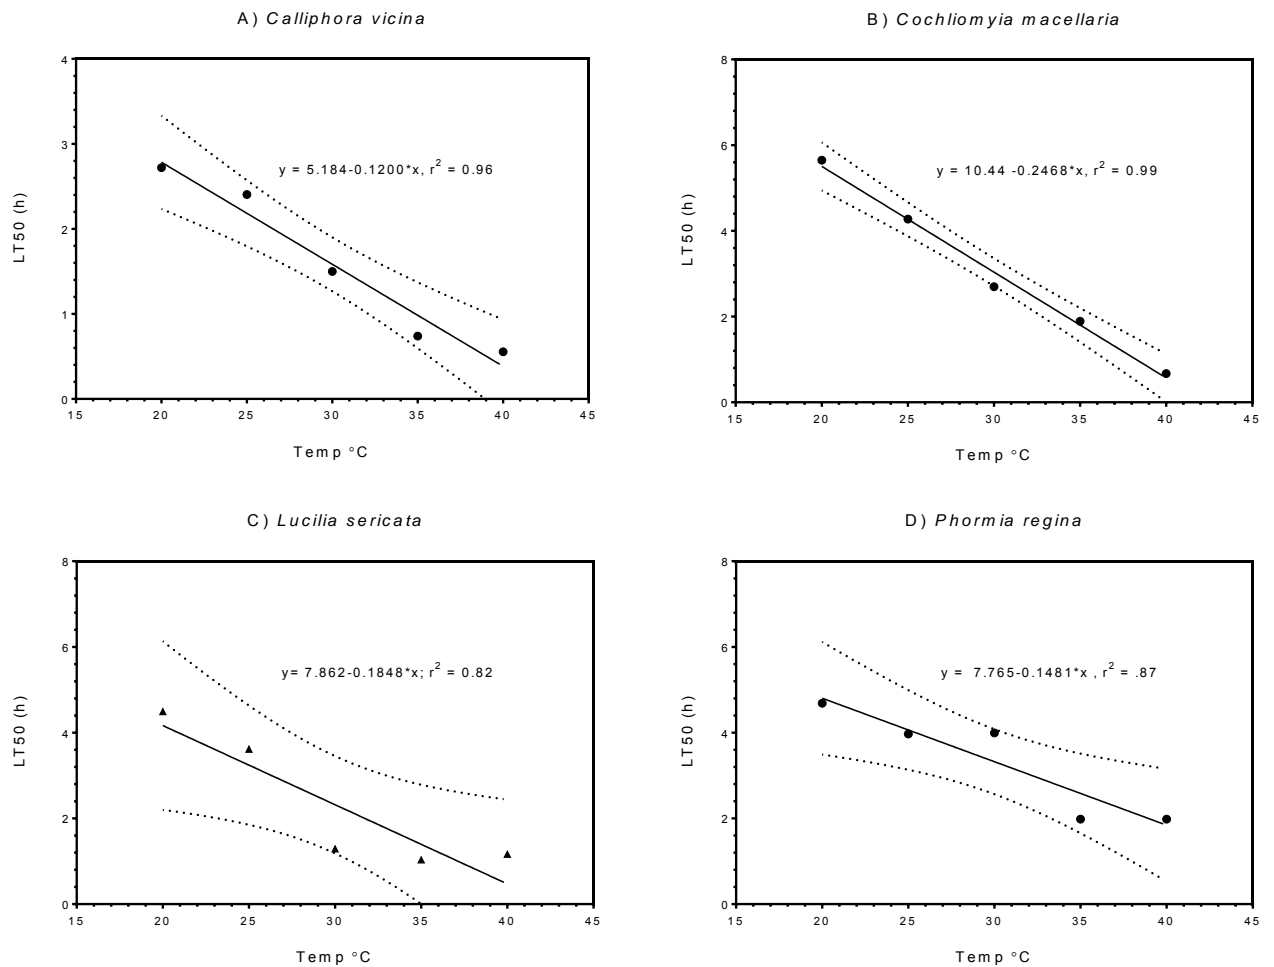 A) Calliphora vicina
4
3
2
1
0
LT50 (h)
y = 5.184-0.1200*x, r² = 0.96
15 20 25 30 35 40 45
Temp °C
B) Cochliomyia macellaria
8
6
4
2
0
LT50 (h)
y = 10.44 -0.2468*x, r² = 0.99
15 20 25 30 35 40 45
Temp °C
C) Lucilia sericata
8
6
4
2
0
LT50 (h)
y= 7.862-0.1848*x; r² = 0.82
15 20 25 30 35 40 45
Temp °C
D) Phormia regina
8
6
4
2
0
LT50 (h)
y = 7.765-0.1481*x , r² = .87
15 20 25 30 35 40 45
Temp °C